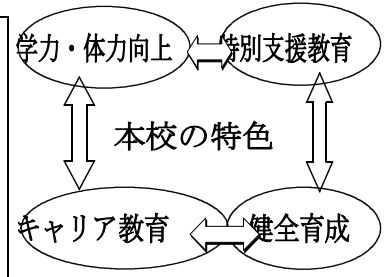 学力・体力向上
特別支援教育
本校の特色
キャリア教育
健全育成